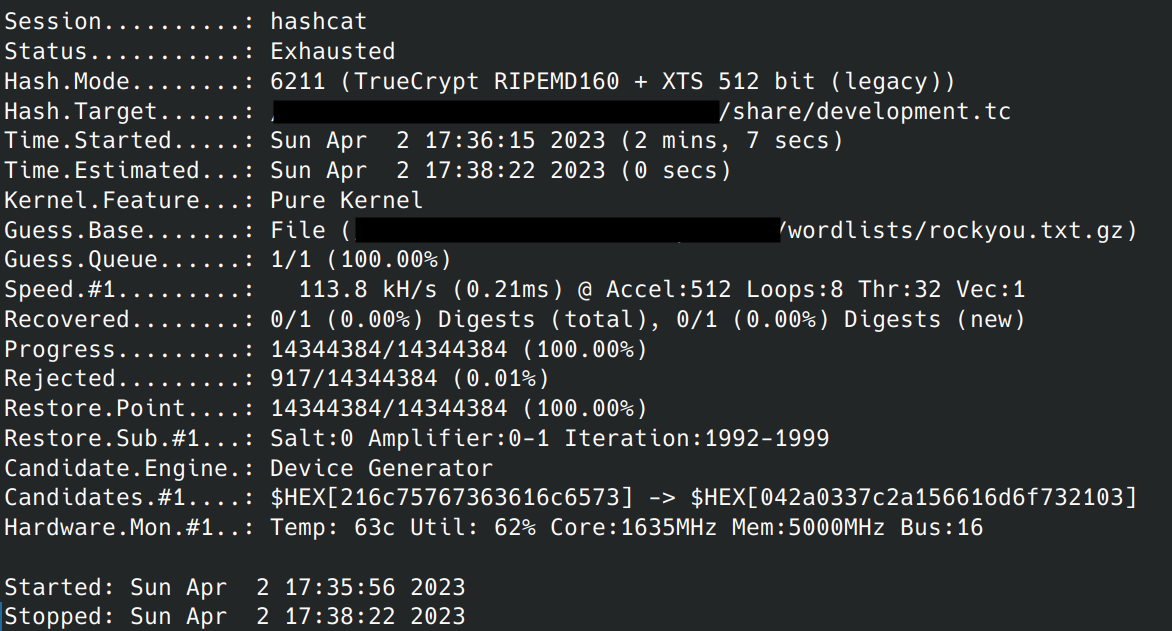 Session..........: hashcat
Status...........: Exhausted
Hash.Mode........: 6211 (TrueCrypt RIPEMD160 + XTS 512 bit (legacy))
Hash.Target......: /share/development.tc
Time.Started.....: Sun Apr  2 17:36:15 2023 (2 mins, 7 secs)
Time.Estimated...: Sun Apr  2 17:38:22 2023 (0 secs)
Kernel.Feature...: Pure Kernel
Guess.Base.......: File (/wordlists/rockyou.txt.gz)
Guess.Queue......: 1/1 (100.00%)
Speed.#1.........:   113.8 kH/s (0.21ms) @ Accel:512 Loops:8 Thr:32 Vec:1
Recovered........: 0/1 (0.00%) Digests (total), 0/1 (0.00%) Digests (new)
Progress.........: 14344384/14344384 (100.00%)
Rejected.........: 917/14344384 (0.01%)
Restore.Point....: 14344384/14344384 (100.00%)
Restore.Sub.#1...: Salt:0 Amplifier:0-1 Iteration:1992-1999
Candidate.Engine.: Device Generator
Candidates.#1....: $HEX[216c75767363616c6573] -> $HEX[042a0337c2a156616d6f732103]
Hardware.Mon.#1..: Temp: 63c Util: 62% Core:1635MHz Mem:5000MHz Bus:16
Started: Sun Apr  2 17:35:56 2023
Stopped: Sun Apr  2 17:38:22 2023